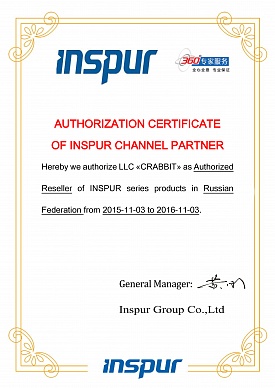 inspur
360°专家服务
全心全意 专业保证
AUTHORIZATION CERTIFICATE
OF INSPUR CHANNEL PARTNER
Hereby we authorize LLC «CRABBIT» as Authorized
Reseller of INSPUR series products in Russian
Federation from 2015-11-03 to 2016-11-03.
General Manager:
Inspur Group Co.,Ltd
inspur